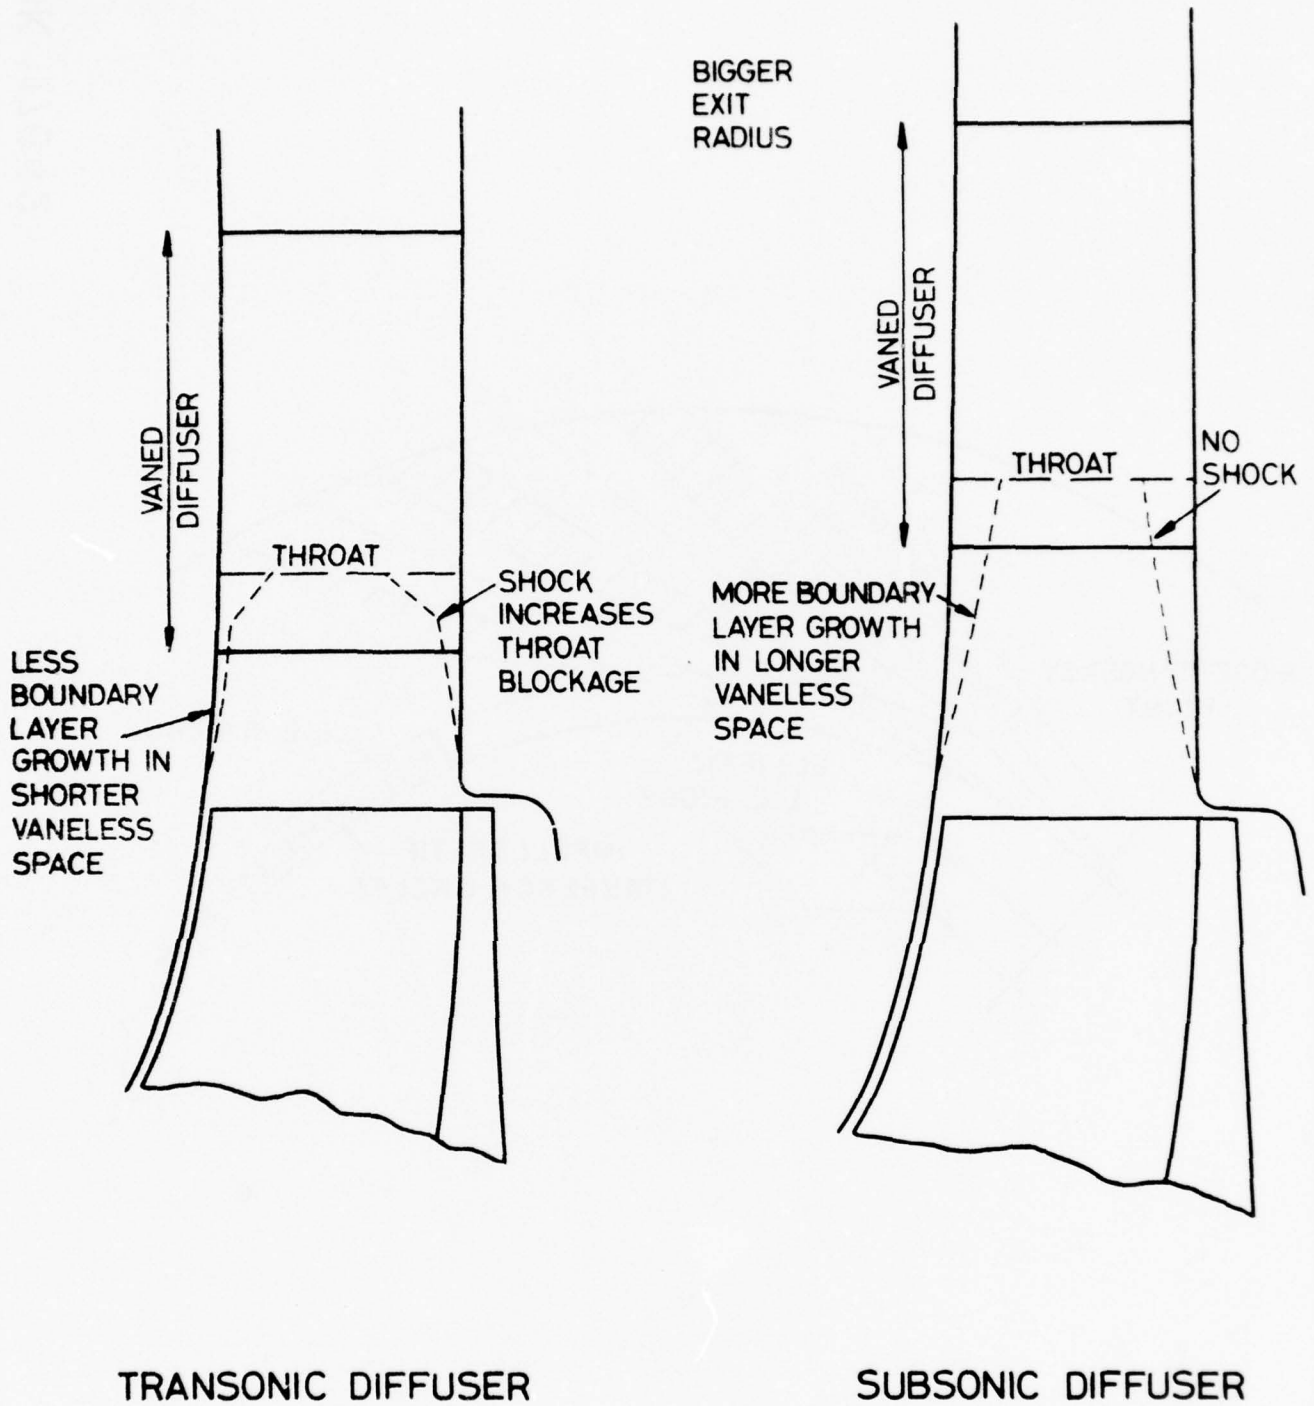 BIGGER
EXIT
RADIUS
VANED
DIFFUSER
THROAT
SHOCK
INCREASES
THROAT
BLOCKAGE
LESS
BOUNDARY
LAYER
GROWTH IN
SHORTER
VANELESS
SPACE
VANED
DIFFUSER
THROAT
NO
SHOCK
MORE BOUNDARY
LAYER GROWTH
IN LONGER
VANELESS
SPACE
TRANSONIC DIFFUSER
SUBSONIC DIFFUSER